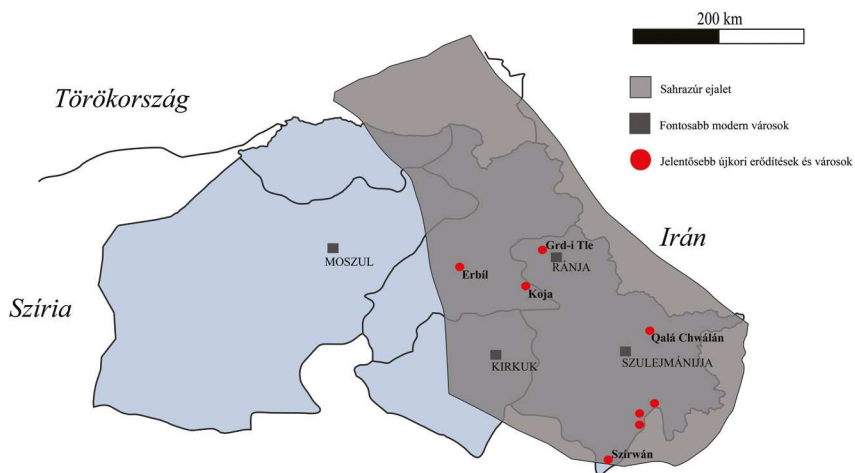 200 km
Sahrazúr ejalet
Fontosabb modern városok
Jelentősebb újkori erődítések és városok
Törökország
Irán
Szíria
MOSZUL
Erbíl
Grd-i Tle
RÁNJA
Koja
Qalá Chwálán
KIRKUK
SZULEJMÁNIJJA
Szírwán